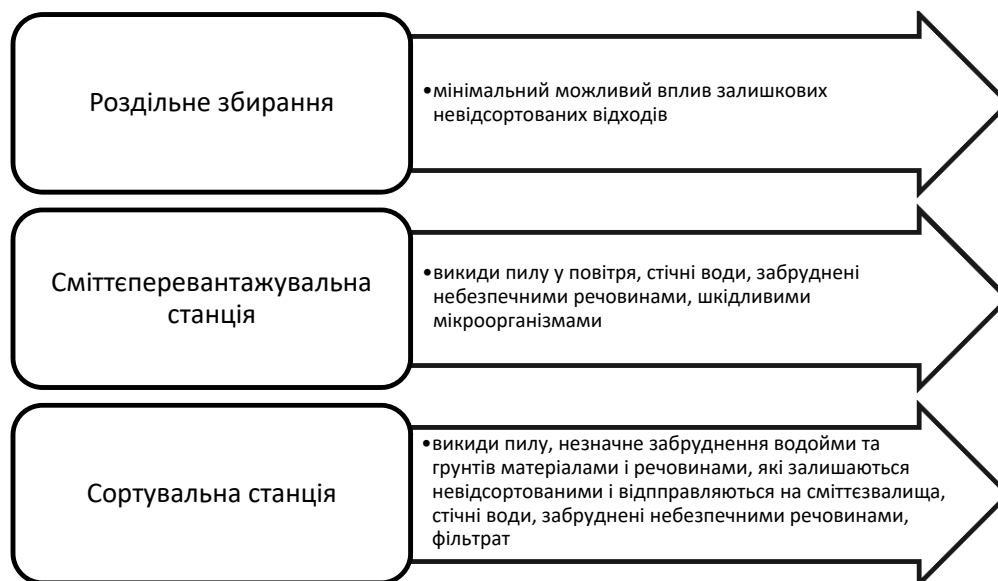 Роздільне збирання
•мінімальний можливий вплив залишкових
невідсортованих відходів
Сміттєперевантажувальна
станція
•викиди пилу у повітря, стічні води, забруднені
небезпечними речовинами, шкідливими
мікроорганізмами
Сортувальна станція
•викиди пилу, незначне забруднення водойми та
грунтів матеріалами і речовинами, які залишаються
невідсортованими і відпправляються на сміттєзвалища,
стічні води, забруднені небезпечними речовинами,
фільтрат